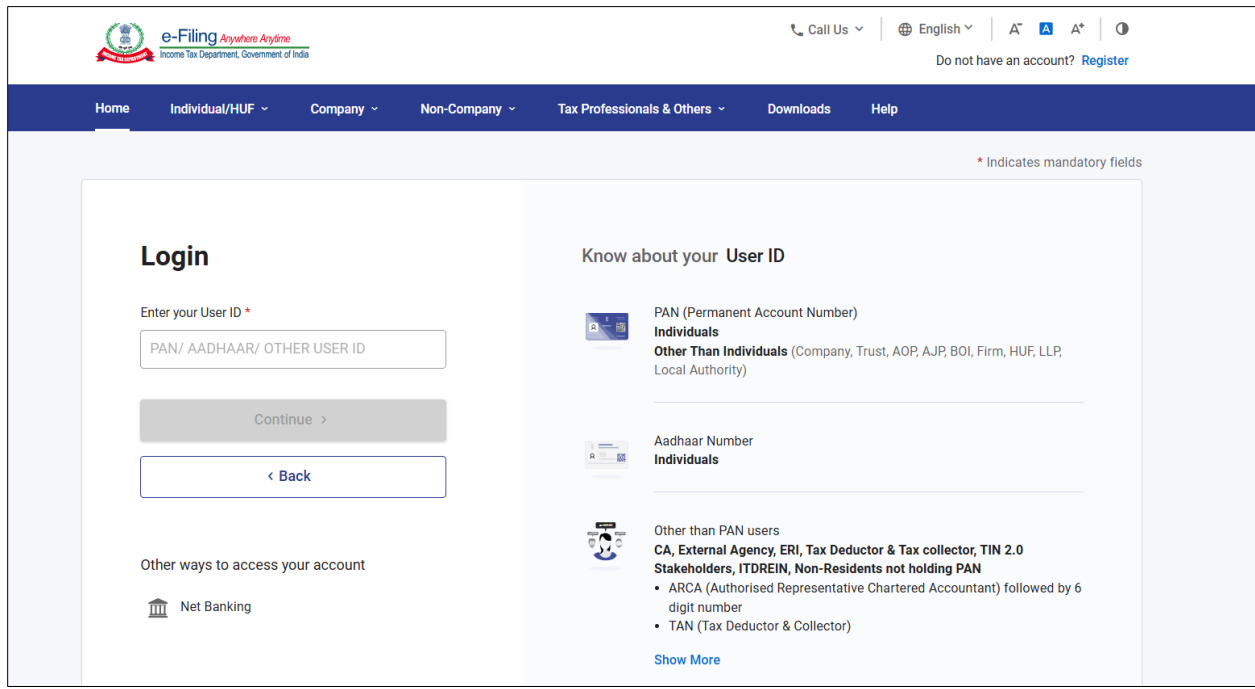 e-Filing Anywhere Anytime
Income Tax Department, Government of India
Call Us
English
A-
A
A+
Do not have an account? Register
Home
Individual/HUF
Company
Non-Company
Tax Professionals & Others
Downloads
Help
* Indicates mandatory fields
Login
Enter your User ID *
PAN/ AADHAAR/ OTHER USER ID
Continue >
< Back
Other ways to access your account
Net Banking
Know about your User ID
PAN (Permanent Account Number)
Individuals
Other Than Individuals (Company, Trust, AOP, AJP, BOI, Firm, HUF, LLP,
Local Authority)
Aadhaar Number
Individuals
Other than PAN users
CA, External Agency, ERI, Tax Deductor & Tax collector, TIN 2.0
Stakeholders, ITDREIN, Non-Residents not holding PAN
• ARCA (Authorised Representative Chartered Accountant) followed by 6
digit number
• TAN (Tax Deductor & Collector)
Show More